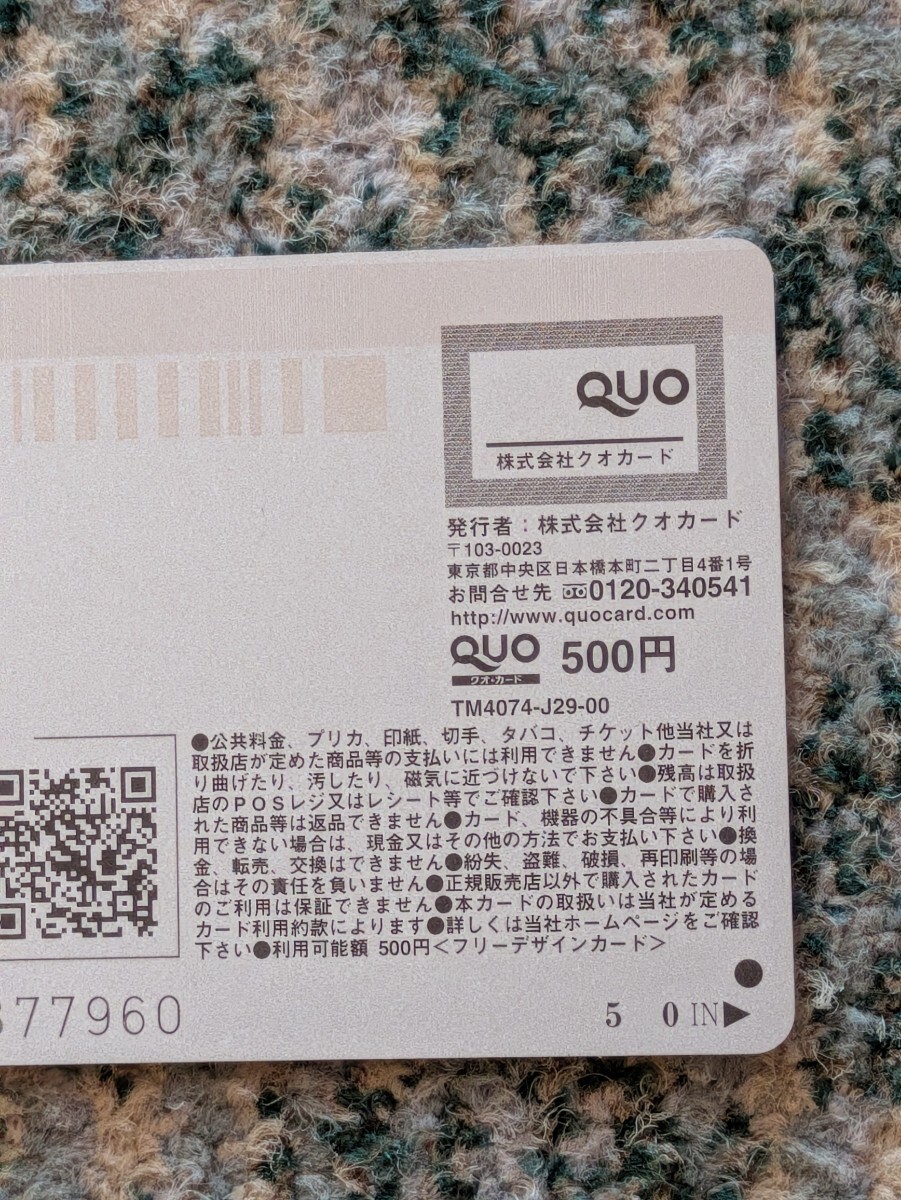 QUO
株式会社クオカード
発行者：株式会社クオカード
〒103-0023
東京都中央区日本橋本町二丁目4番1号
お問合せ先 0120-340541
http://www.quocard.com
QUO 500円
クオ・カード
TM4074-J29-00
●公共料金、プリカ、印紙、切手、タバコ、チケット他当社又は
取扱店が定めた商品等の支払いには利用できません●カードを折
り曲げたり、汚したり、磁気に近づけないで下さい●残高は取扱
店のPOSレジ又はレシート等でご確認下さい●カードで購入さ
れた商品等は返品できません●カード、機器の不具合等により利
用できない場合は、現金又はその他の方法でお支払い下さい●換
金、転売、交換はできません●紛失、盗難、破損、再印刷等の場
合はその責任を負いません●正規販売店以外で購入されたカード
のご利用は保証できません●本カードの取扱いは当社が定める
カード利用約款によります●詳しくは当社ホームページをご確認
下さい●利用可能額 500円＜フリーデザインカード＞
77960
5 0 IN▶